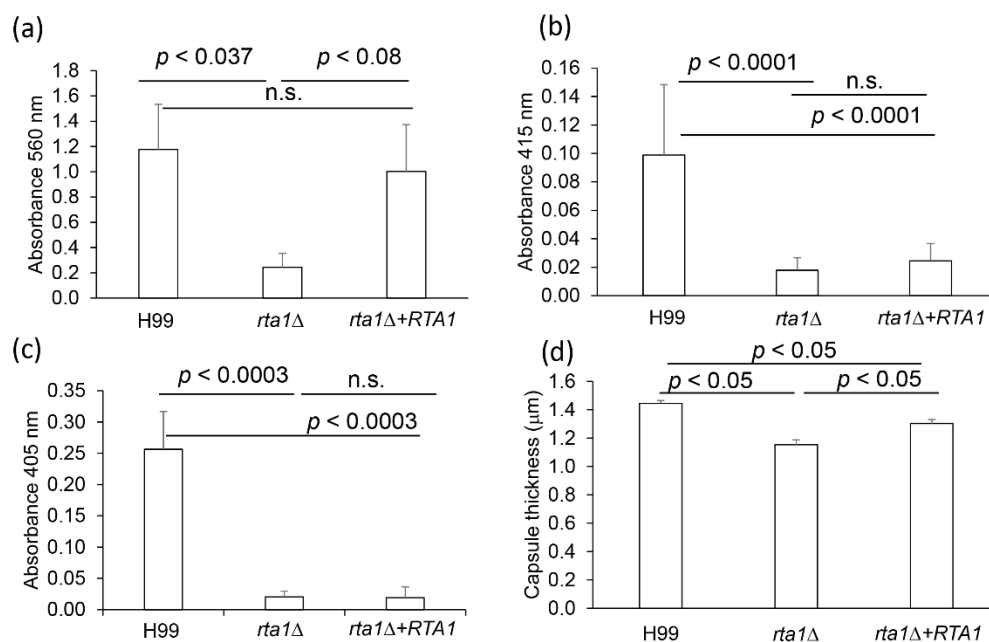 (a)
p < 0.037
p < 0.08
n.s.
Absorbance 560 nm
1.8
1.6
1.4
1.2
1.0
0.8
0.6
0.4
0.2
0.0
H99
rta1Δ
rta1Δ+RTA1
(b)
p < 0.0001
n.s.
p < 0.0001
Absorbance 415 nm
0.16
0.14
0.12
0.10
0.08
0.06
0.04
0.02
0.00
H99
rta1Δ
rta1Δ+RTA1
(c)
p < 0.0003
n.s.
p < 0.0003
Absorbance 405 nm
0.35
0.30
0.25
0.20
0.15
0.10
0.05
0.00
H99
rta1Δ
rta1Δ+RTA1
(d)
p < 0.05
p < 0.05
p < 0.05
Capsule thickness (μm)
1.6
1.4
1.2
1.0
0.8
0.6
0.4
0.2
0.0
H99
rta1Δ
rta1Δ+RTA1